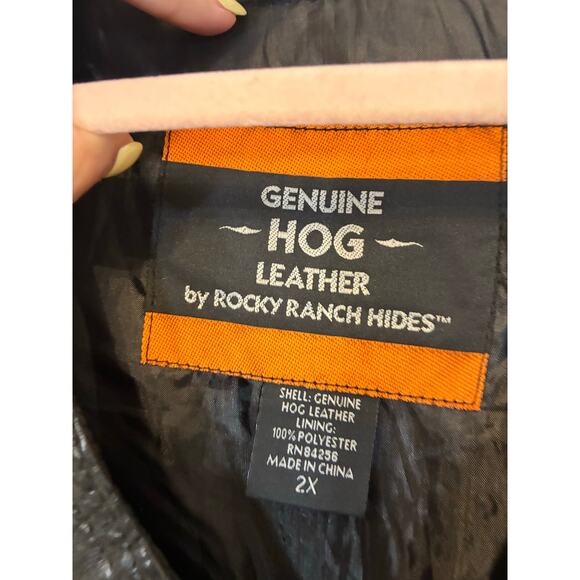 GENUINE
HOG
LEATHER
by ROCKY RANCH HIDES™
SHELL: GENUINE
HOG LEATHER
LINING:
100% POLYESTER
RN84256
MADE IN CHINA
2X